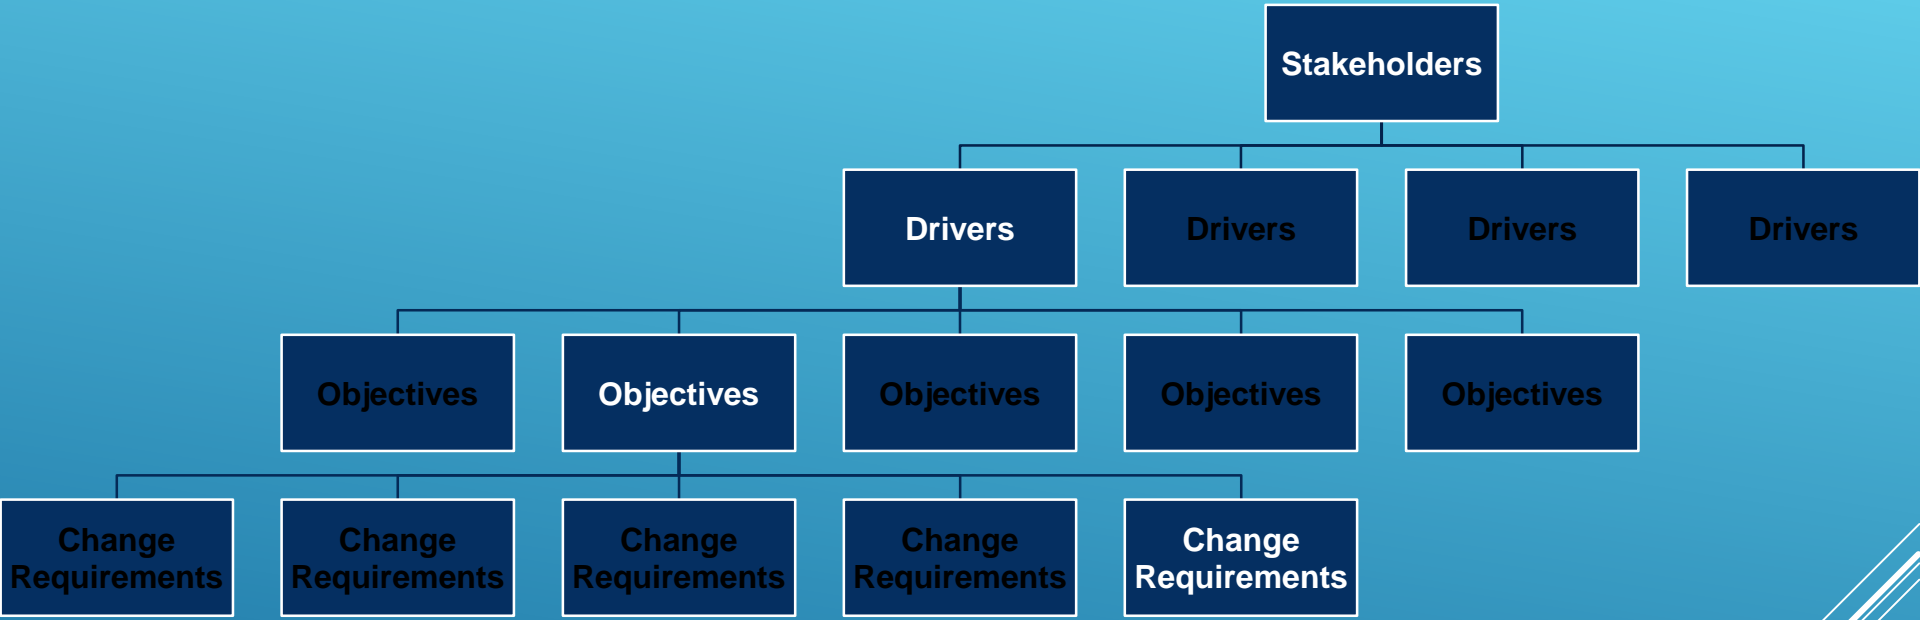 Stakeholders
Drivers
Drivers
Drivers
Drivers
Objectives
Objectives
Objectives
Objectives
Objectives
Change
Requirements
Change
Requirements
Change
Requirements
Change
Requirements
Change
Requirements